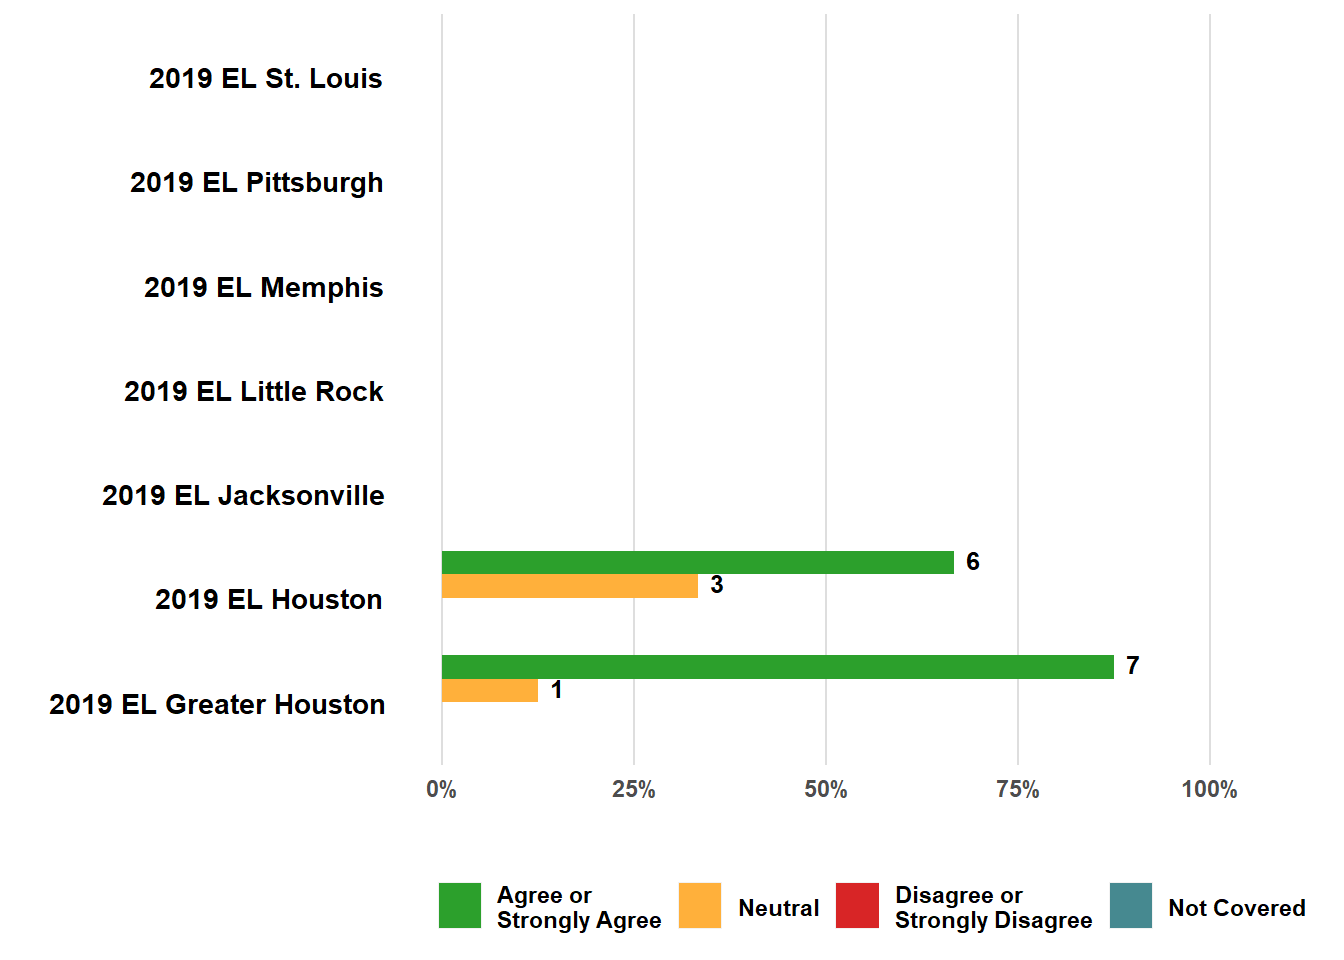 2019 EL St. Louis
2019 EL Pittsburgh
2019 EL Memphis
2019 EL Little Rock
2019 EL Jacksonville
6
3
2019 EL Houston
7
1
2019 EL Greater Houston
0% 25% 50% 75% 100%
Agree or
Strongly Agree
Neutral
Disagree or
Strongly Disagree
Not Covered